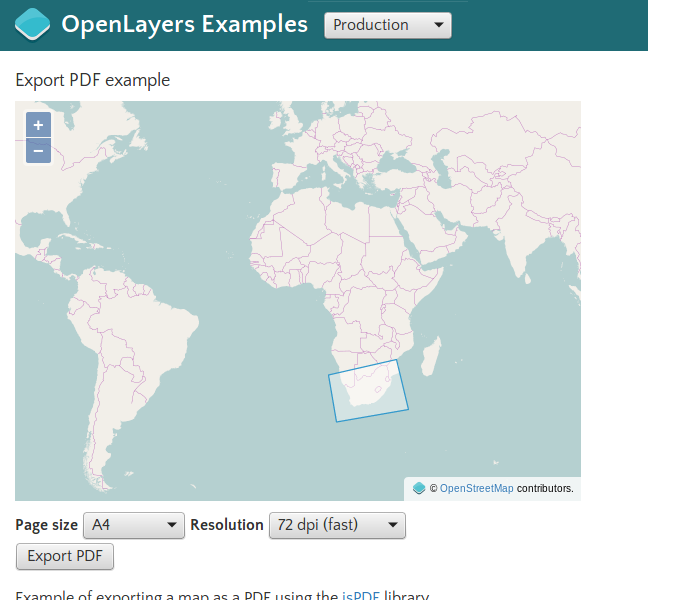 OpenLayers Examples Production
Export PDF example
+
−
© OpenStreetMap contributors.
Page size A4 Resolution 72 dpi (fast)
Export PDF
Example of exporting a map as a PDF using the jsPDF library.